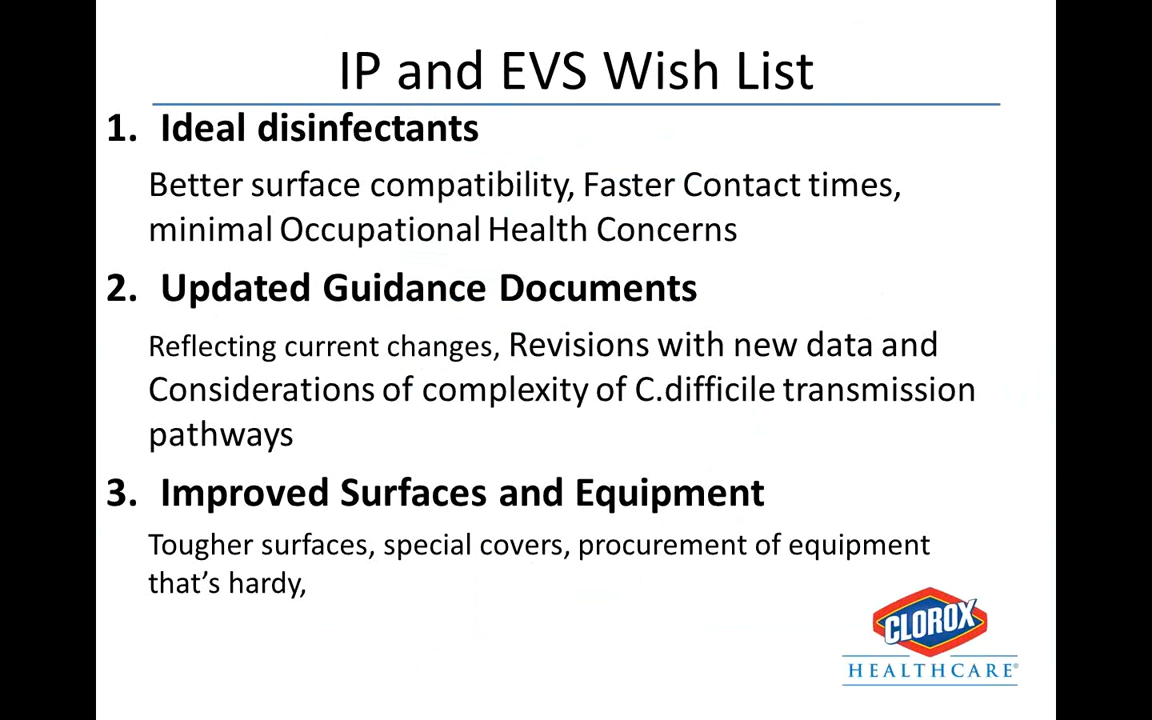 IP and EVS Wish List
1. Ideal disinfectants
Better surface compatibility, Faster Contact times,
minimal Occupational Health Concerns
2. Updated Guidance Documents
Reflecting current changes, Revisions with new data and
Considerations of complexity of C.difficile transmission
pathways
3. Improved Surfaces and Equipment
Tougher surfaces, special covers, procurement of equipment
that’s hardy,
CLOROX
HEALTHCARE®